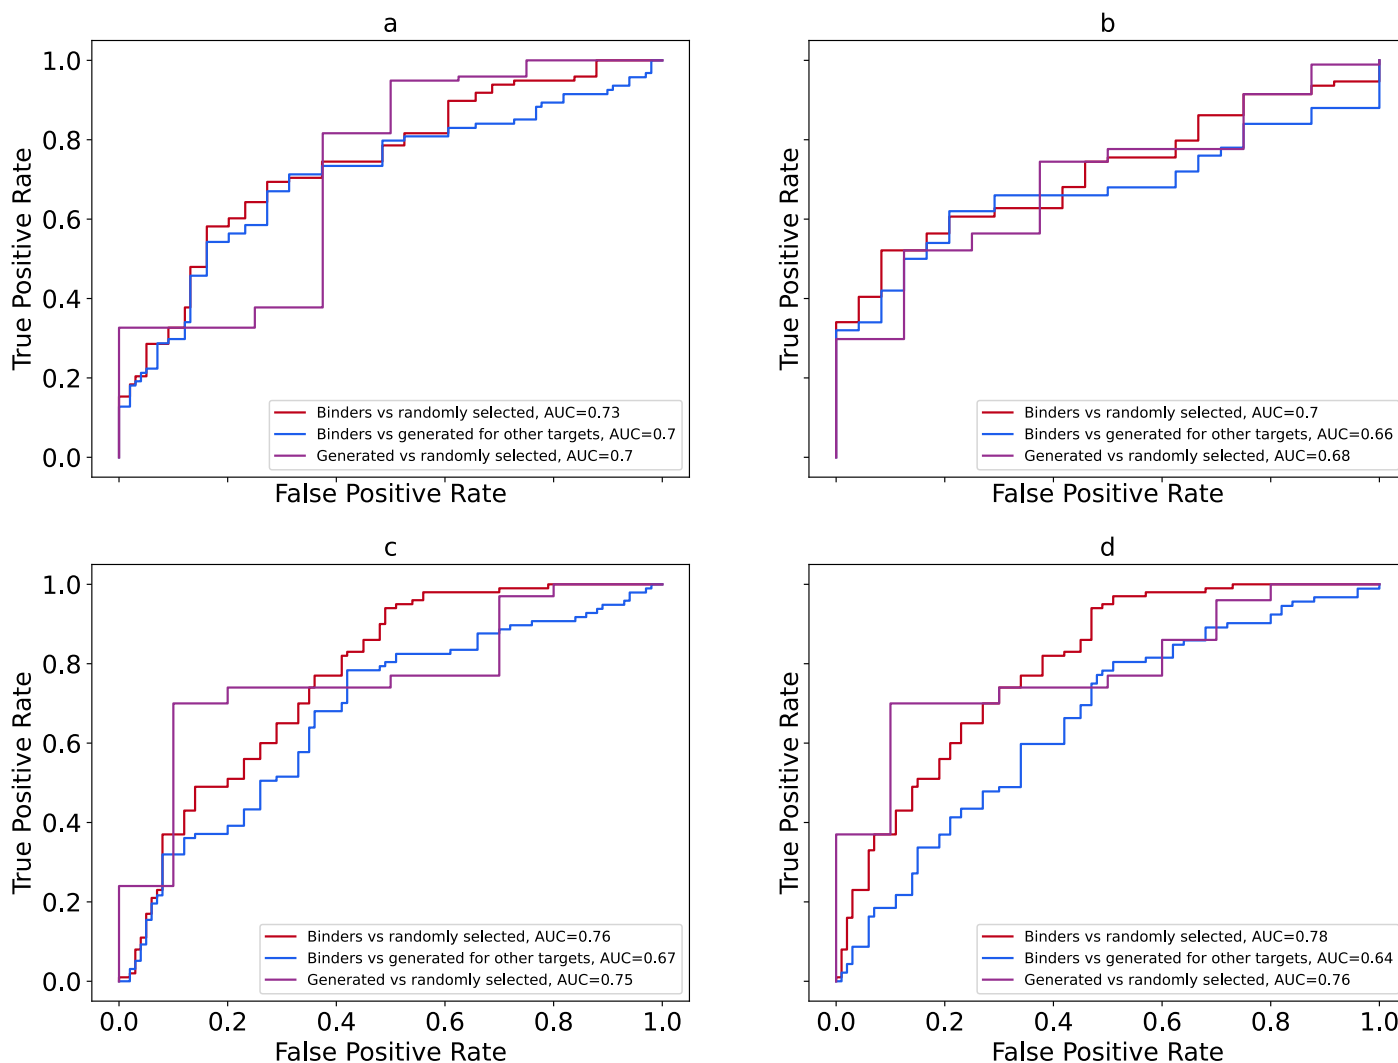 a
1.0
0.8
0.6
0.4
0.2
0.0
True Positive Rate
Binders vs randomly selected, AUC=0.73
Binders vs generated for other targets, AUC=0.7
Generated vs randomly selected, AUC=0.7
False Positive Rate
b
True Positive Rate
Binders vs randomly selected, AUC=0.7
Binders vs generated for other targets, AUC=0.66
Generated vs randomly selected, AUC=0.68
False Positive Rate
c
1.0
0.8
0.6
0.4
0.2
0.0
True Positive Rate
Binders vs randomly selected, AUC=0.76
Binders vs generated for other targets, AUC=0.67
Generated vs randomly selected, AUC=0.75
0.0 0.2 0.4 0.6 0.8 1.0
False Positive Rate
d
True Positive Rate
Binders vs randomly selected, AUC=0.78
Binders vs generated for other targets, AUC=0.64
Generated vs randomly selected, AUC=0.76
0.0 0.2 0.4 0.6 0.8 1.0
False Positive Rate